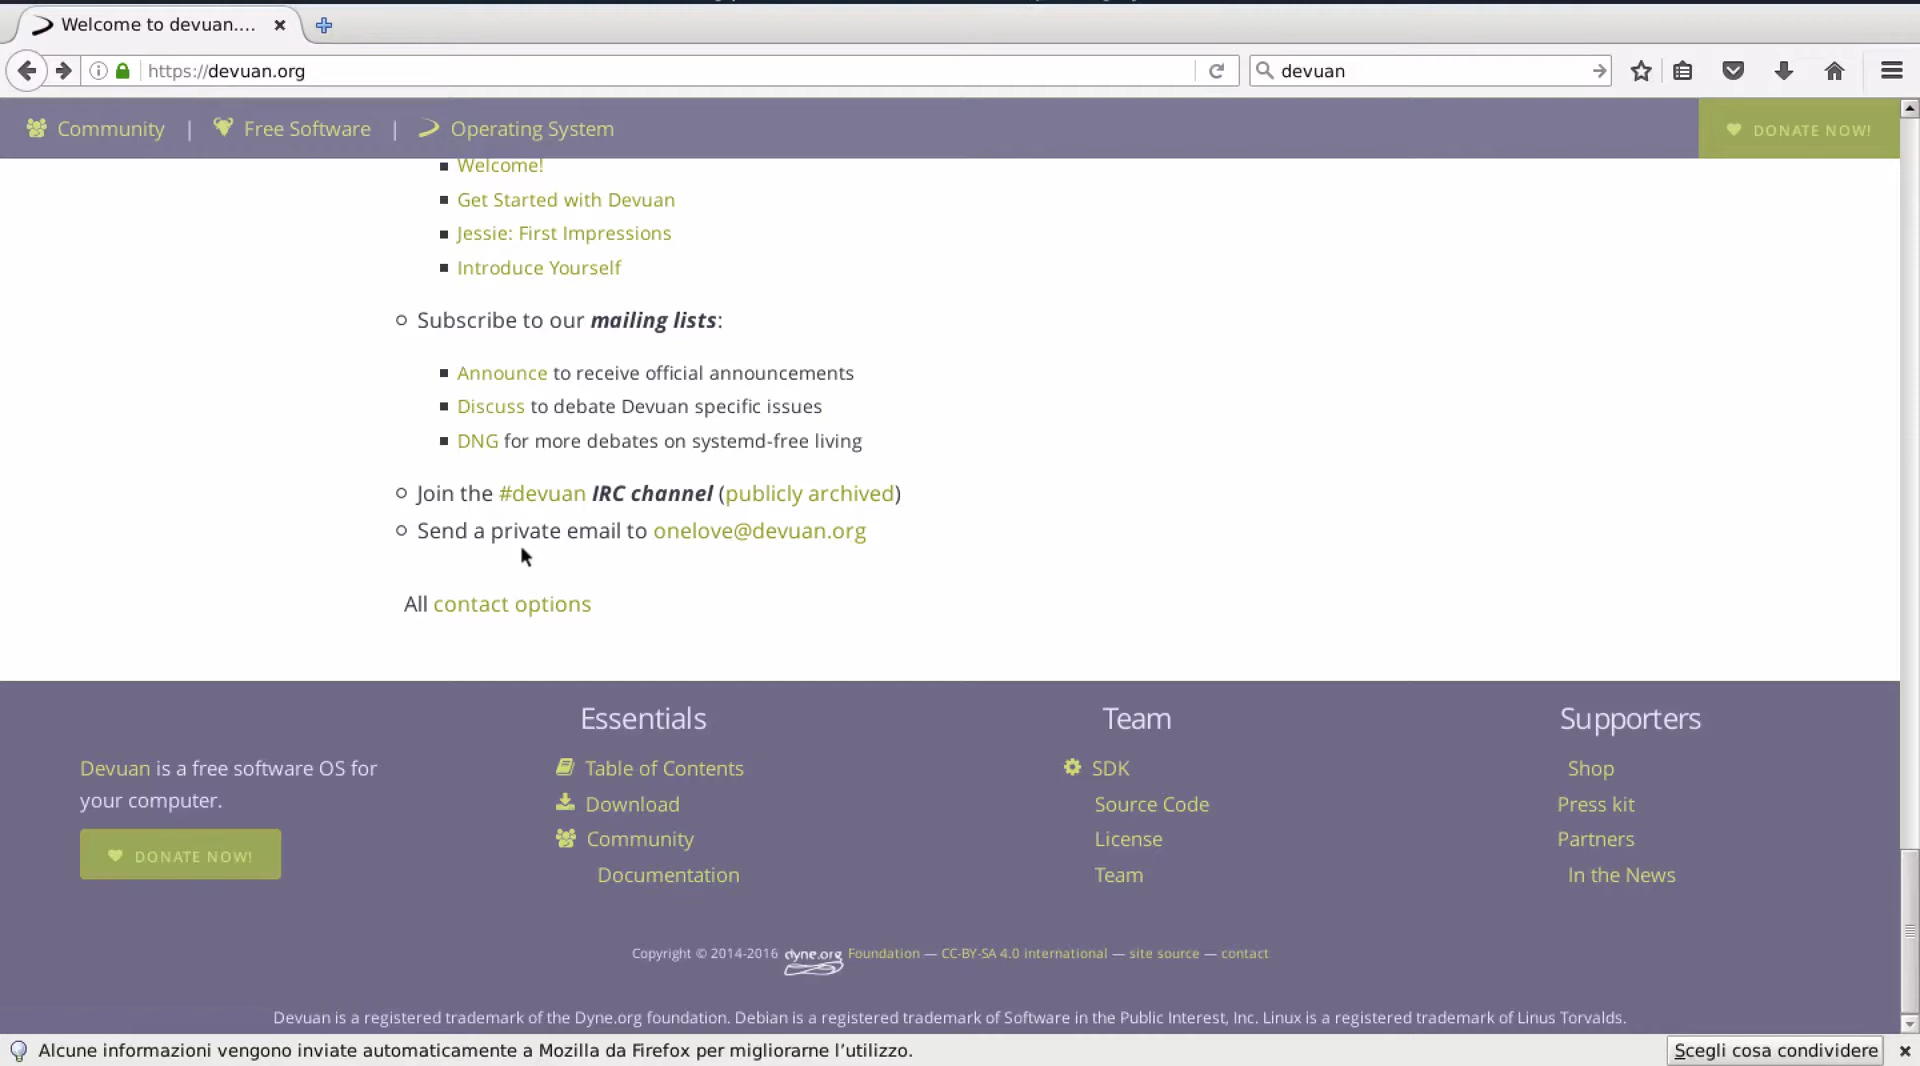 Welcome to devuan....
https://devuan.org
devuan
Community | Free Software | Operating System
DONATE NOW!
Welcome!
Get Started with Devuan
Jessie: First Impressions
Introduce Yourself
Subscribe to our mailing lists:
Announce to receive official announcements
Discuss to debate Devuan specific issues
DNG for more debates on systemd-free living
Join the #devuan IRC channel (publicly archived)
Send a private email to onelove@devuan.org
All contact options
Devuan is a free software OS for
your computer.
DONATE NOW!
Essentials
Table of Contents
Download
Community
Documentation
Team
SDK
Source Code
License
Team
Supporters
Shop
Press kit
Partners
In the News
Copyright © 2014-2016 dyne.org Foundation — CC-BY-SA 4.0 international — site source — contact
Devuan is a registered trademark of the Dyne.org foundation. Debian is a registered trademark of Software in the Public Interest, Inc. Linux is a registered trademark of Linus Torvalds.
Alcune informazioni vengono inviate automaticamente a Mozilla da Firefox per migliorarne l’utilizzo.
Scegli cosa condividere